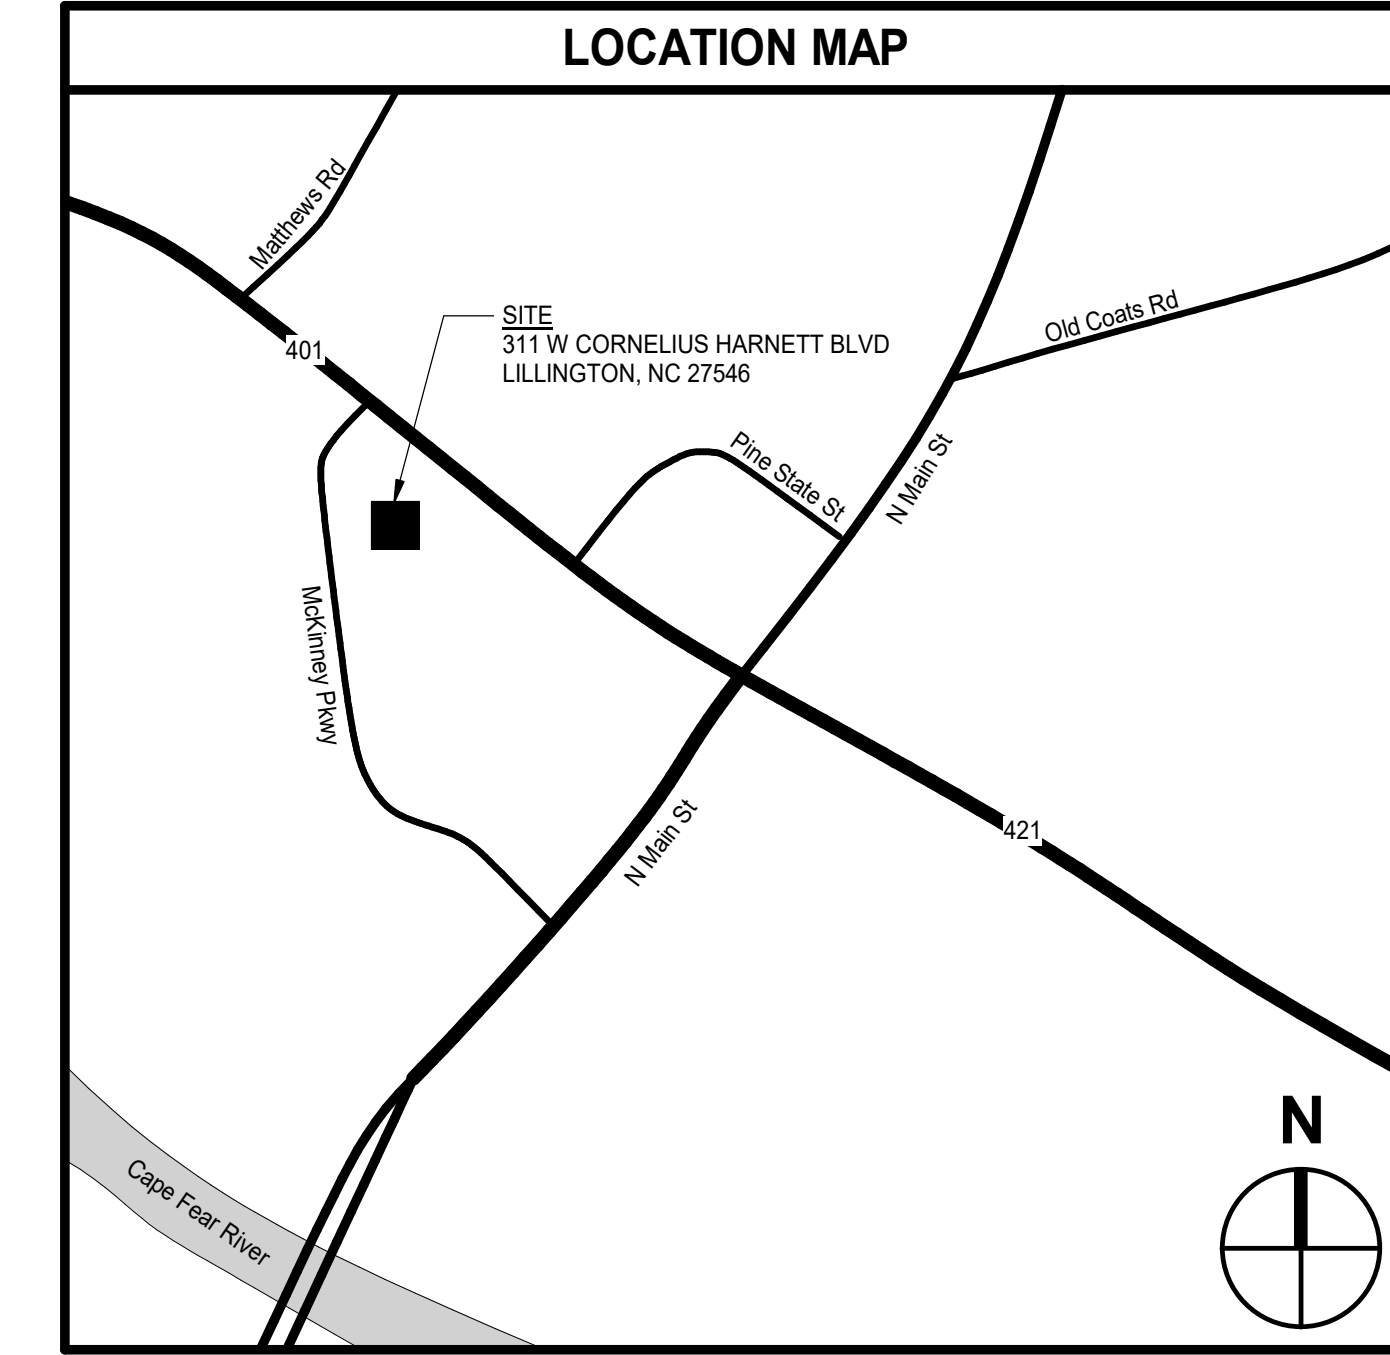 LOCATION MAP
Matthews Rd
401
SITE
311 W CORNELIUS HARNETT BLVD
LILLINGTON, NC 27546
Old Coats Rd
Pine State St
N Main St
McKinney Pkwy
N Main St
421
N
Cape Fear River